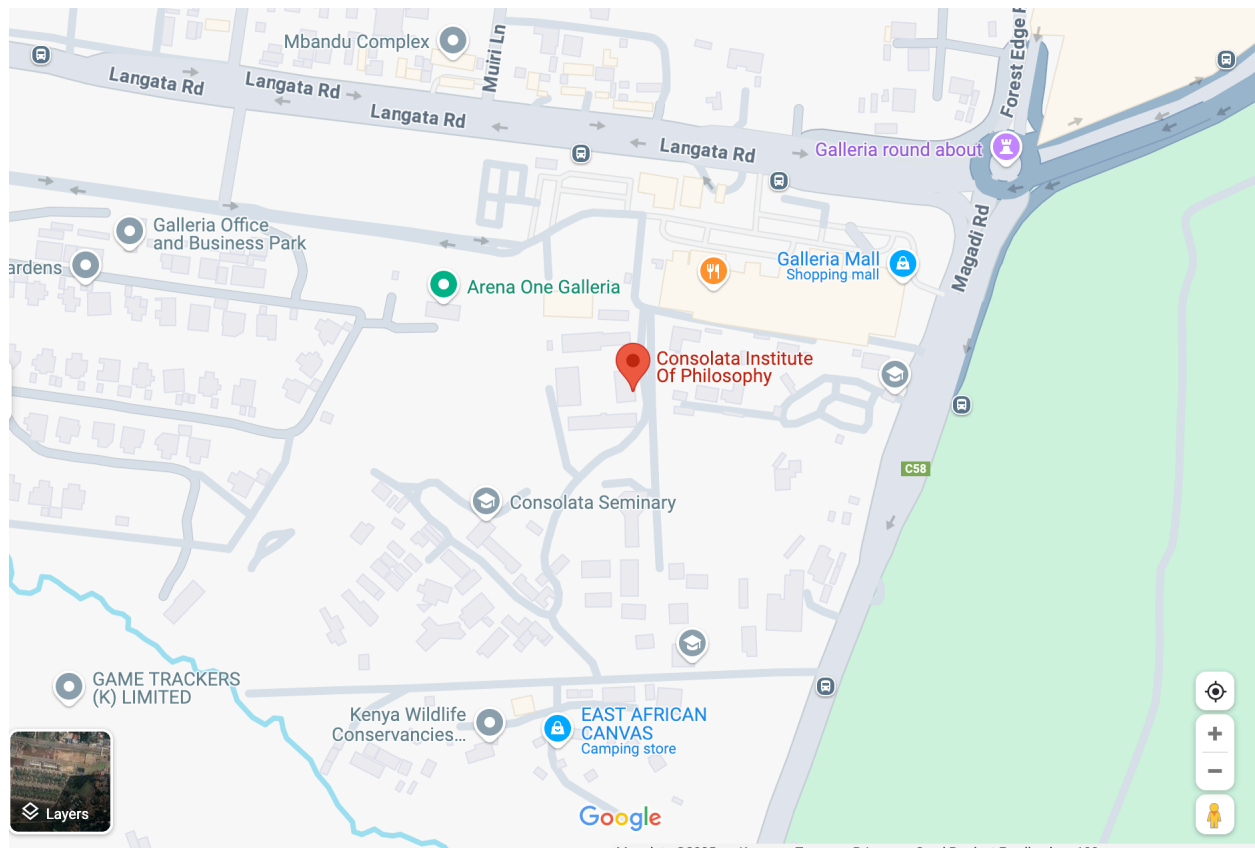 Mbandu Complex
Muiri Ln
Forest Edge
Langata Rd
Langata Rd
Langata Rd
Langata Rd
Galleria round about
Galleria Office
and Business Park
ardens
Magadi Rd
Galleria Mall
Shopping mall
Arena One Galleria
Consolata Institute
Of Philosophy
C58
Consolata Seminary
GAME TRACKERS
(K) LIMITED
Kenya Wildlife
Conservancies...
EAST AFRICAN
CANVAS
Camping store
Layers
Google